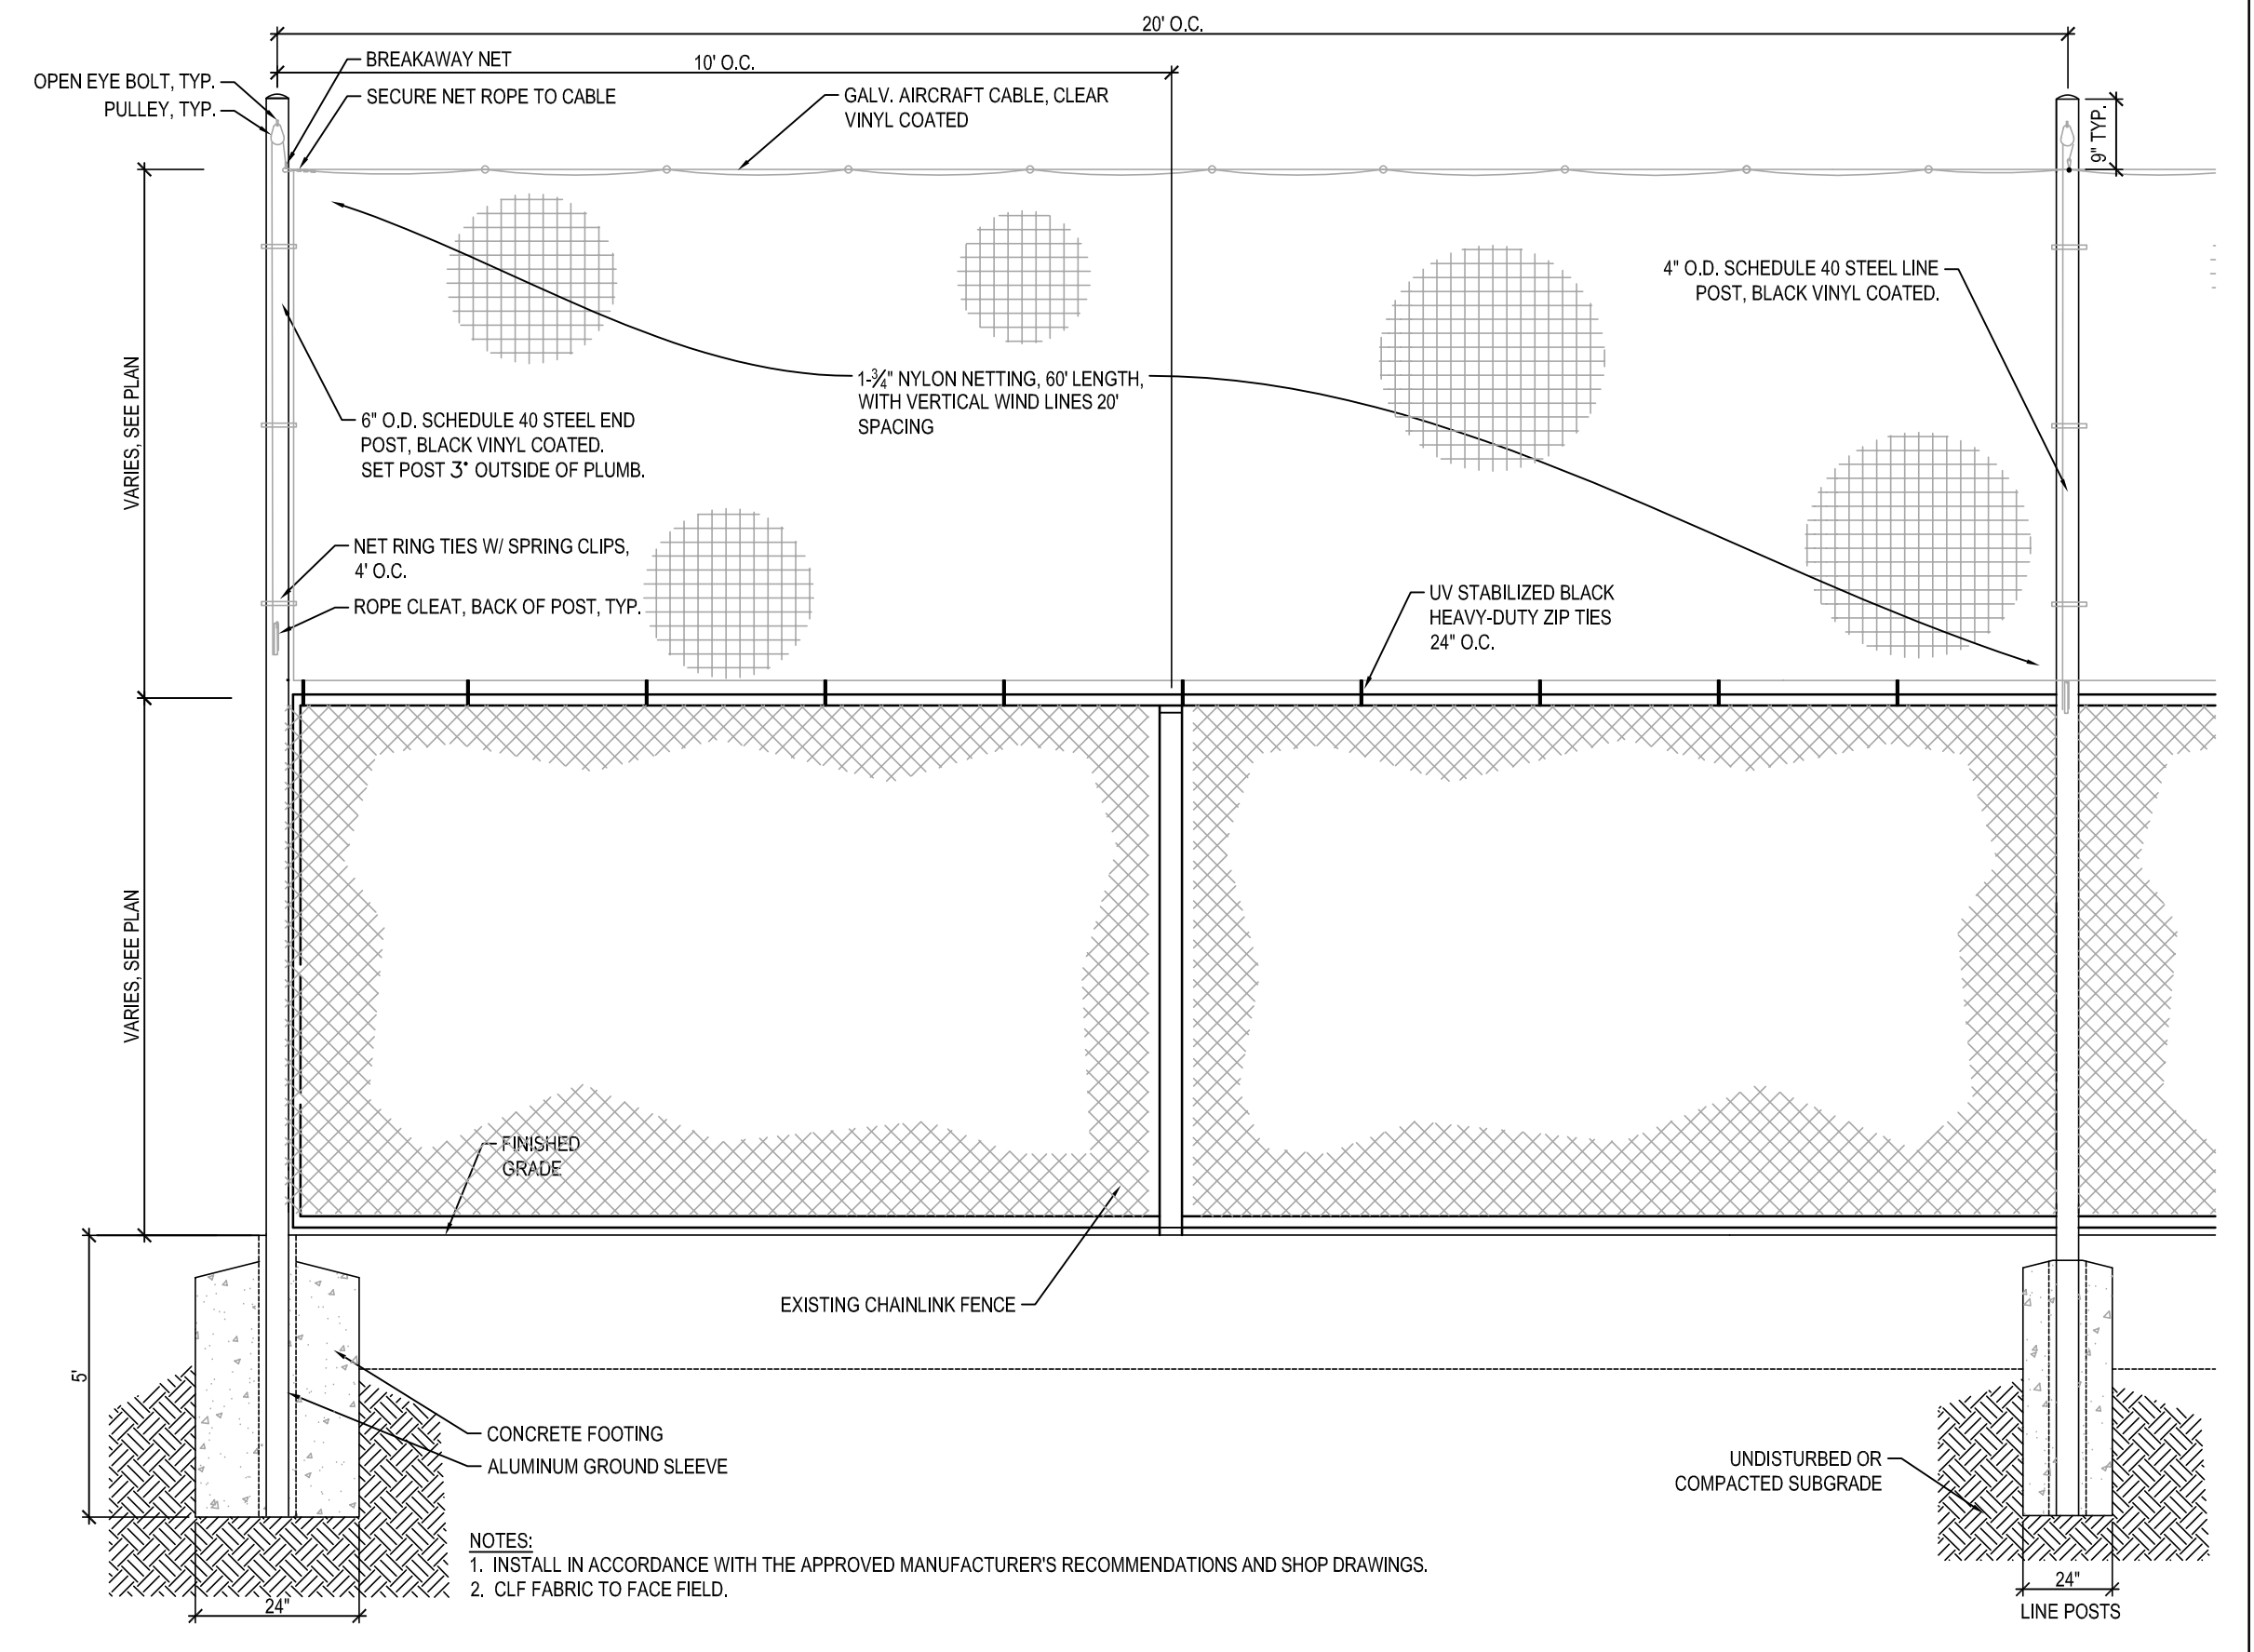 20' O.C.
10' O.C.
BREAKAWAY NET
OPEN EYE BOLT, TYP.
SECURE NET ROPE TO CABLE
PULLEY, TYP.
GALV. AIRCRAFT CABLE, CLEAR
VINYL COATED
9" TYP.
4" O.D. SCHEDULE 40 STEEL LINE
POST, BLACK VINYL COATED.
VARIES, SEE PLAN
1-¾" NYLON NETTING, 60' LENGTH,
WITH VERTICAL WIND LINES 20'
SPACING
6" O.D. SCHEDULE 40 STEEL END
POST, BLACK VINYL COATED.
SET POST 3° OUTSIDE OF PLUMB.
NET RING TIES W/ SPRING CLIPS,
4' O.C.
ROPE CLEAT, BACK OF POST, TYP.
UV STABILIZED BLACK
HEAVY-DUTY ZIP TIES
24" O.C.
VARIES, SEE PLAN
FINISHED
GRADE
EXISTING CHAINLINK FENCE
5'
CONCRETE FOOTING
ALUMINUM GROUND SLEEVE
UNDISTURBED OR
COMPACTED SUBGRADE
NOTES:
1. INSTALL IN ACCORDANCE WITH THE APPROVED MANUFACTURER'S RECOMMENDATIONS AND SHOP DRAWINGS.
2. CLF FABRIC TO FACE FIELD.
24"
24"
LINE POSTS